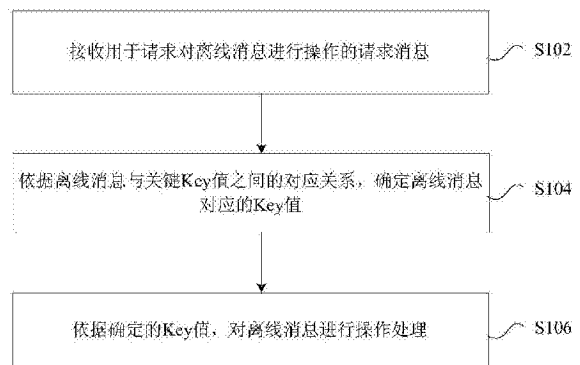 接收用于请求对离线消息进行操作的请求消息
S102
依据离线消息与关键Key值之间的对应关系，确定离线消息
对应的Key值
S104
依据确定的Key值，对离线消息进行操作处理
S106